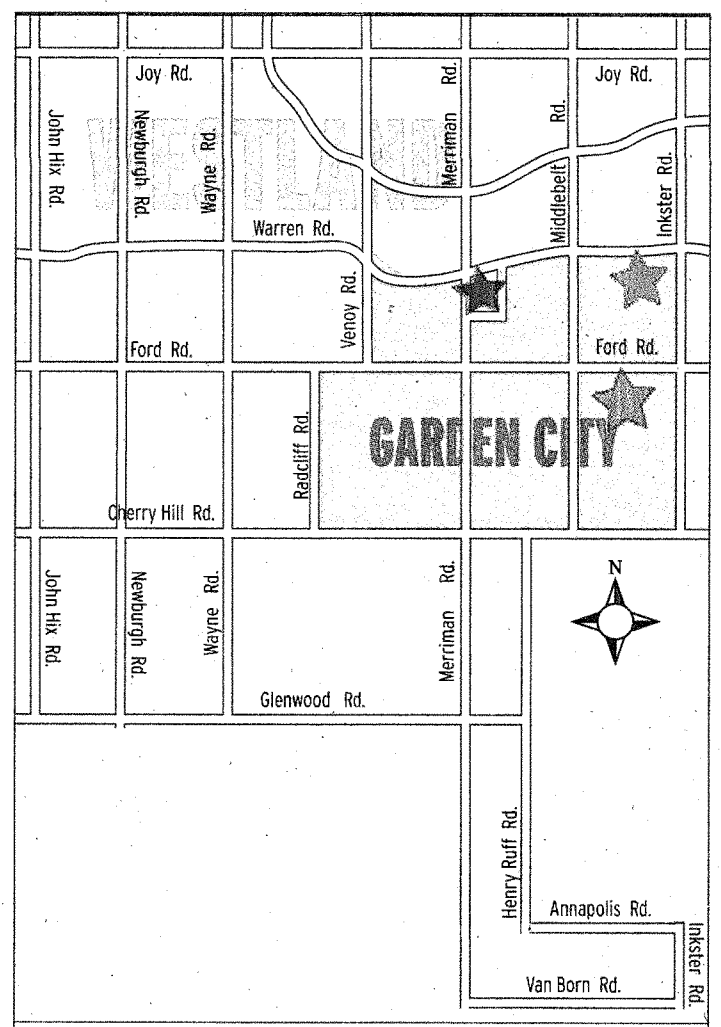 Joy Rd.
Joy Rd.
John Hix Rd.
Newburgh Rd.
Wayne Rd.
WESTLAND
Merriman Rd.
Middlebelt Rd.
Inkster Rd.
Warren Rd.
Venoy Rd.
Ford Rd.
Ford Rd.
Radcliff Rd.
GARDEN CITY
Cherry Hill Rd.
N
John Hix Rd.
Newburgh Rd.
Wayne Rd.
Merriman Rd.
Glenwood Rd.
Henry Ruff Rd.
Annapolis Rd.
Inkster Rd.
Van Born Rd.